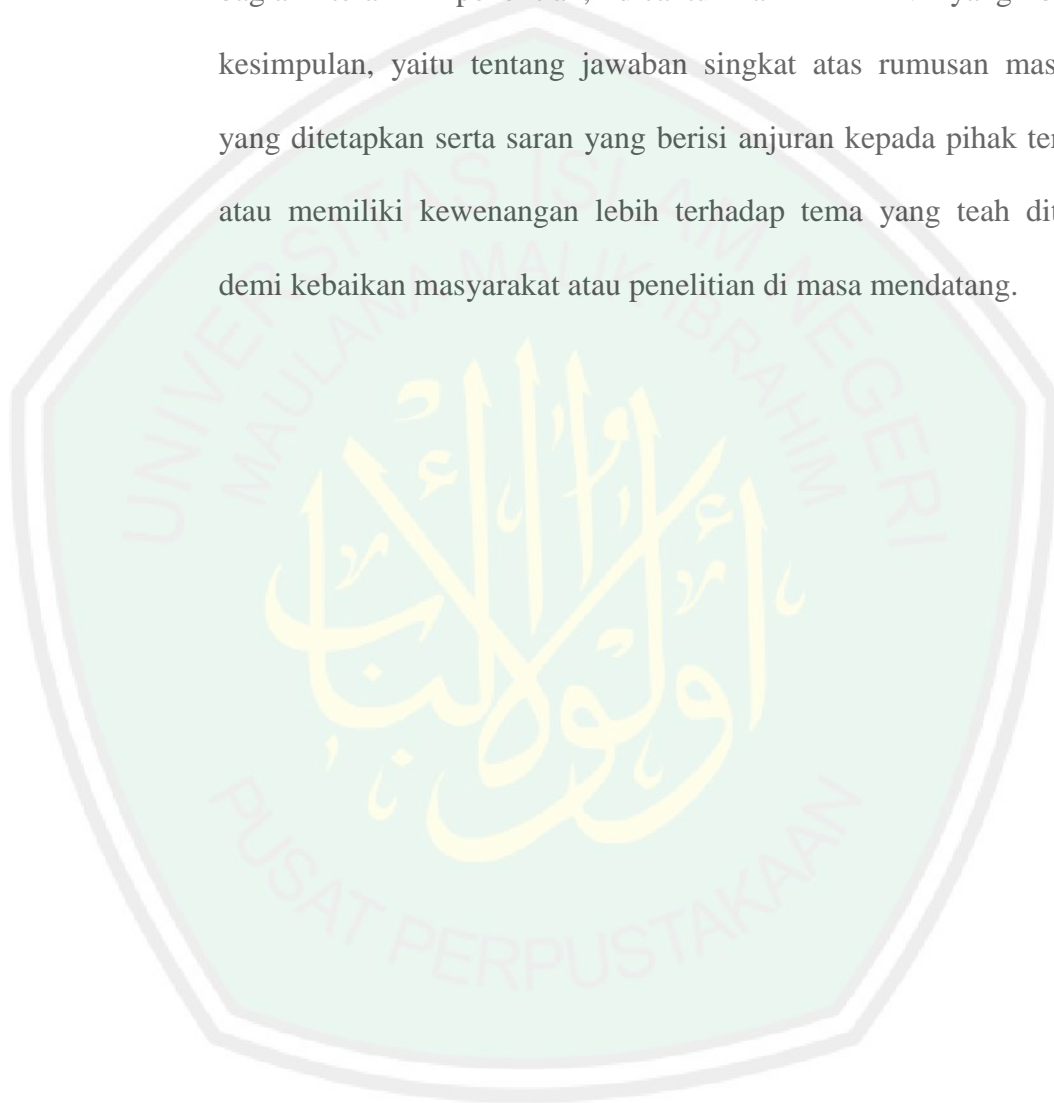 kesimpulan, yaitu tentang jawaban singkat atas rumusan mas
yang ditetapkan serta saran yang berisi anjuran kepada pihak ter
atau memiliki kewenangan lebih terhadap tema yang teah dit
demi kebaikan masyarakat atau penelitian di masa mendatang.
UNIVERSITAS ISLAM NEGERI
MAULANA MALIK IBRAHIM
أولوا الألباب
PUSAT PERPUSTAKAAN